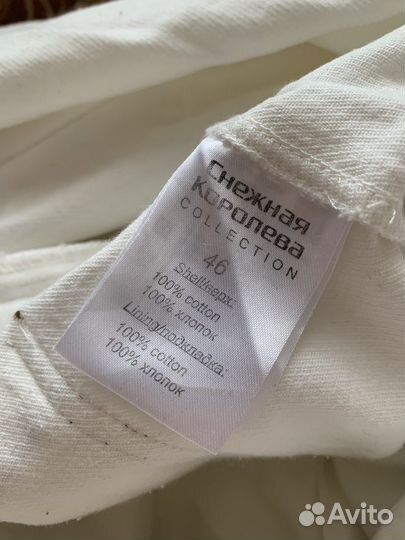 Снежная
Королева
COLLECTION
46
Shell/верх:
100% cotton
100% хлопок
Lining/подкладка:
100% cotton
100% хлопок
Avito